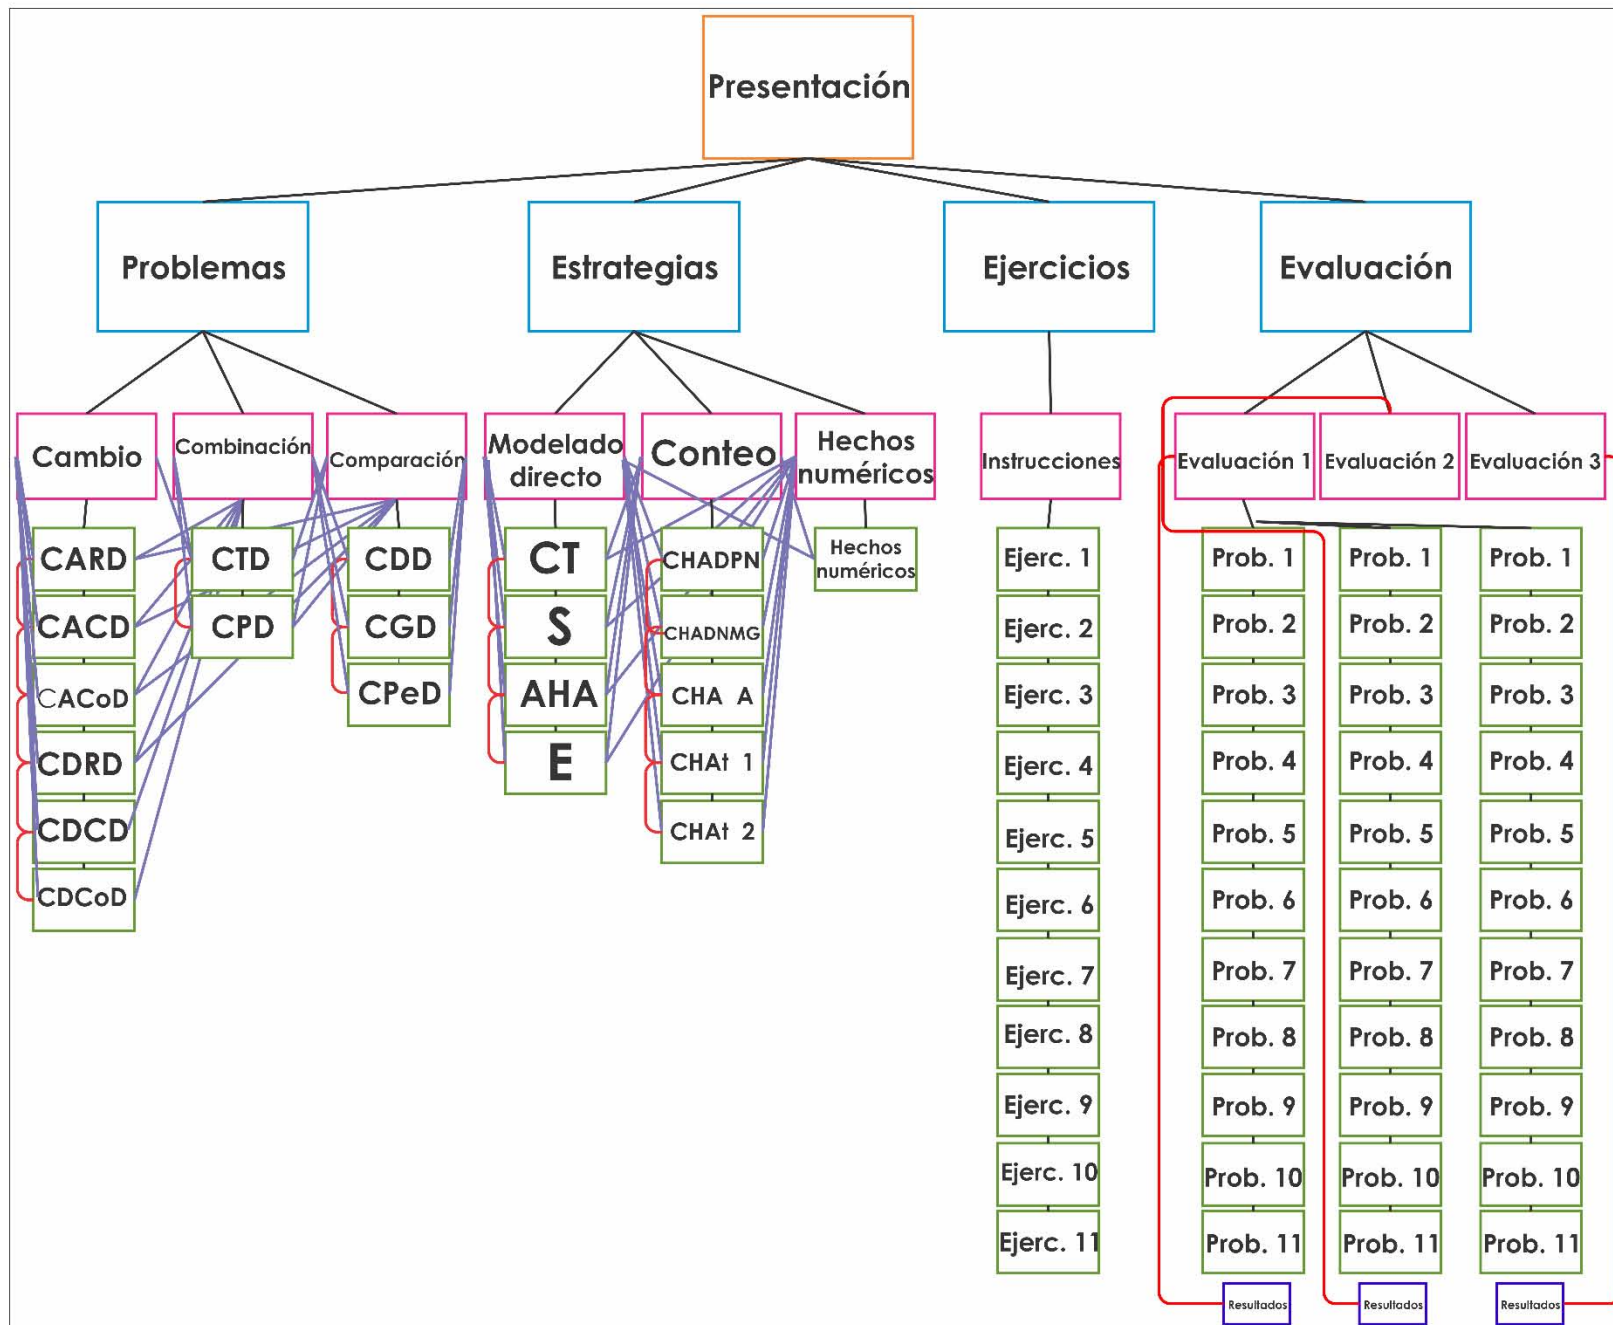 Presentación
Problemas
Estrategias
Ejercicios
Evaluación
Cambio
Combinación
Comparación
Modelado
directo
Conteo
Hechos
numéricos
Instrucciones
Evaluación 1
Evaluación 2
Evaluación 3
CARD
CACD
CACoD
CDRD
CDCD
CDCoD
CTD
CPD
CDD
CGD
CPeD
CT
S
AHA
E
CHADPN
CHADNMG
CHA A
CHAt 1
CHAt 2
Hechos
numéricos
Ejerc. 1
Ejerc. 2
Ejerc. 3
Ejerc. 4
Ejerc. 5
Ejerc. 6
Ejerc. 7
Ejerc. 8
Ejerc. 9
Ejerc. 10
Ejerc. 11
Prob. 1
Prob. 2
Prob. 3
Prob. 4
Prob. 5
Prob. 6
Prob. 7
Prob. 8
Prob. 9
Prob. 10
Prob. 11
Resultados
Prob. 1
Prob. 2
Prob. 3
Prob. 4
Prob. 5
Prob. 6
Prob. 7
Prob. 8
Prob. 9
Prob. 10
Prob. 11
Resultados
Prob. 1
Prob. 2
Prob. 3
Prob. 4
Prob. 5
Prob. 6
Prob. 7
Prob. 8
Prob. 9
Prob. 10
Prob. 11
Resultados